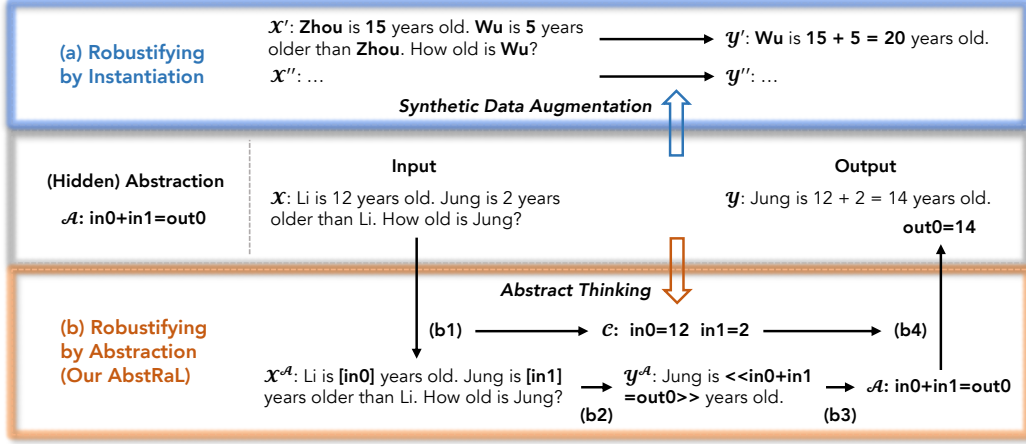 (a) Robustifying
by Instantiation
𝒳′: Zhou is 15 years old. Wu is 5 years
older than Zhou. How old is Wu?
𝒴′: Wu is 15 + 5 = 20 years old.
𝒳″: ...
𝒴″: ...
Synthetic Data Augmentation
(Hidden) Abstraction
𝒜: in0+in1=out0
Input
𝒳: Li is 12 years old. Jung is 2 years
older than Li. How old is Jung?
Output
𝒴: Jung is 12 + 2 = 14 years old.
out0=14
Abstract Thinking
(b) Robustifying
by Abstraction
(Our AbstRaL)
(b1)
𝒞: in0=12 in1=2
(b4)
𝒳^𝒜: Li is [in0] years old. Jung is [in1]
years older than Li. How old is Jung?
(b2)
𝒴^𝒜: Jung is <<in0+in1
=out0>> years old.
(b3)
𝒜: in0+in1=out0